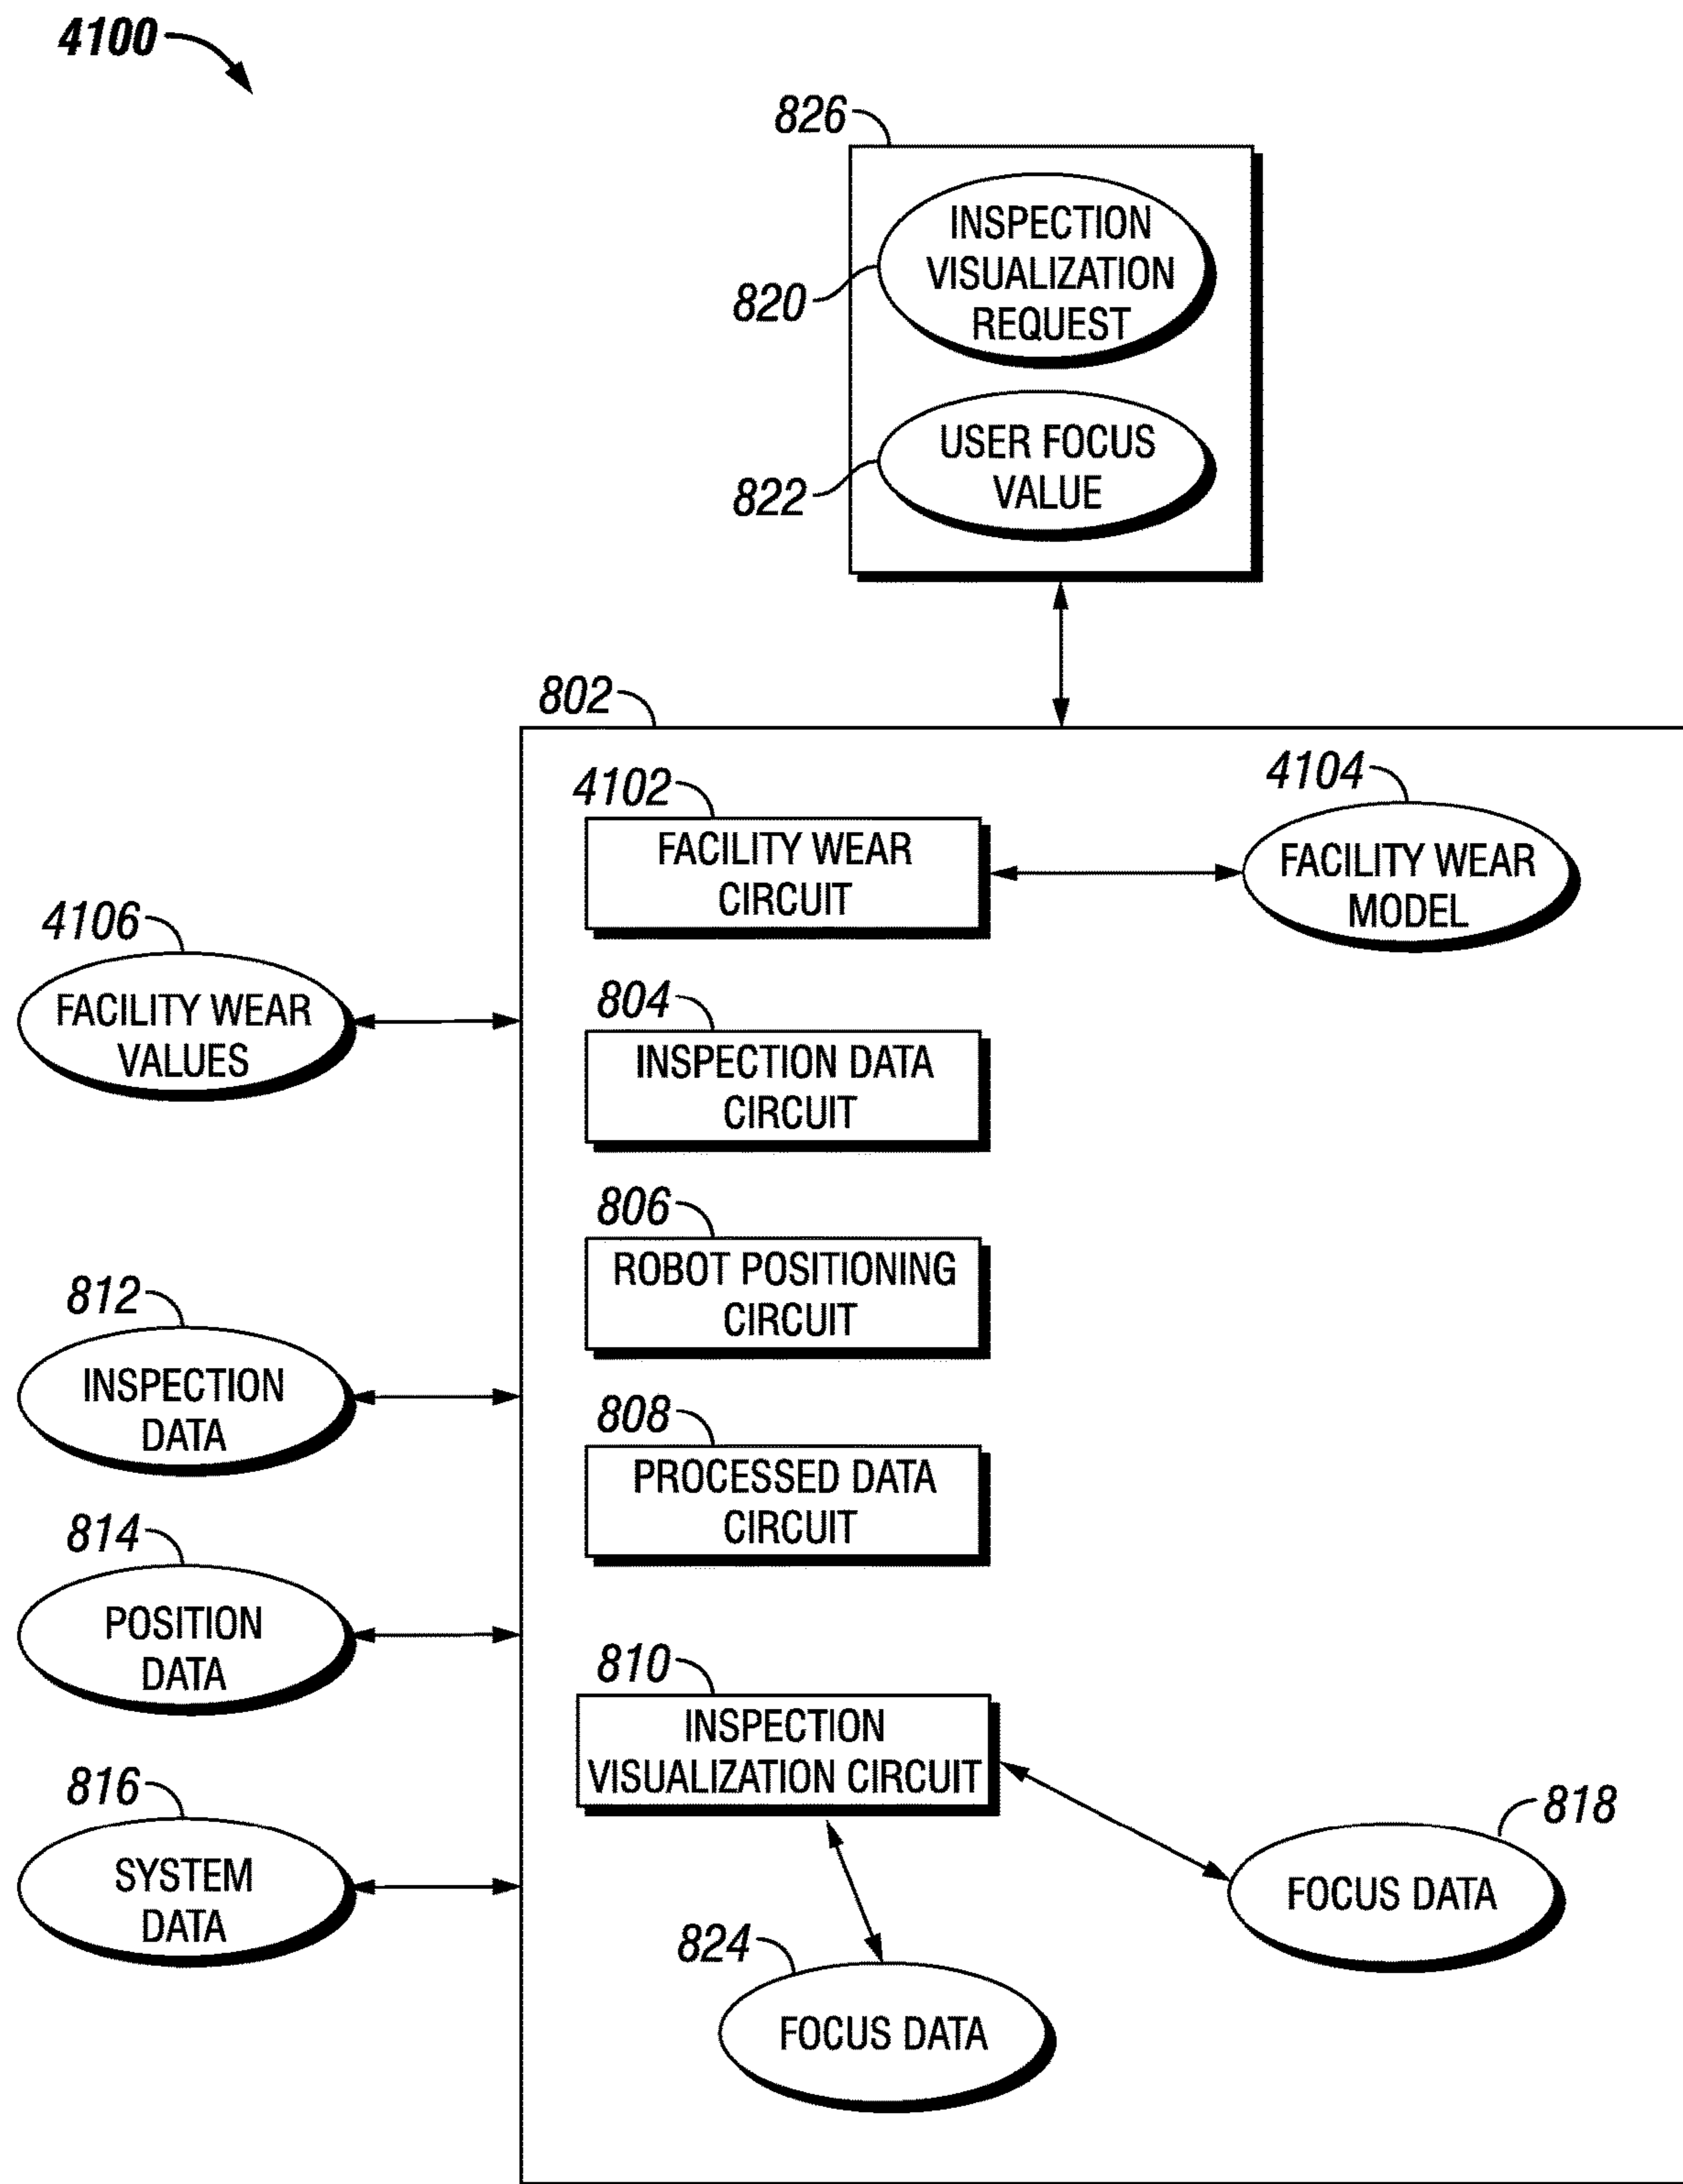 4100
826
INSPECTION
VISUALIZATION
REQUEST
820
USER FOCUS
VALUE
822
802
4102
FACILITY WEAR
CIRCUIT
4104
FACILITY WEAR
MODEL
4106
FACILITY WEAR
VALUES
804
INSPECTION DATA
CIRCUIT
806
ROBOT POSITIONING
CIRCUIT
812
INSPECTION
DATA
808
PROCESSED DATA
CIRCUIT
814
POSITION
DATA
810
INSPECTION
VISUALIZATION CIRCUIT
816
SYSTEM
DATA
818
FOCUS DATA
824
FOCUS DATA